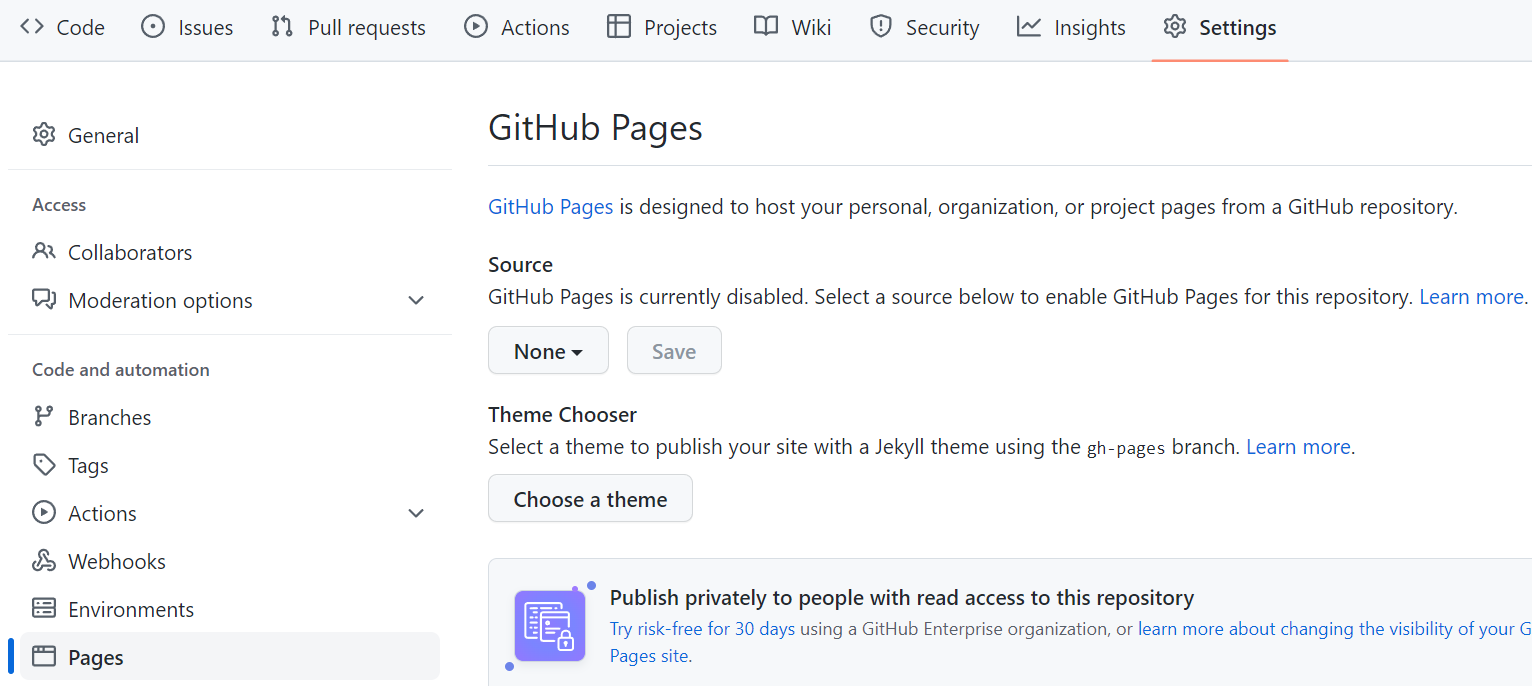 Code Issues Pull requests Actions Projects Wiki Security Insights Settings
General
Access
Collaborators
Moderation options
Code and automation
Branches
Tags
Actions
Webhooks
Environments
Pages
GitHub Pages
GitHub Pages is designed to host your personal, organization, or project pages from a GitHub repository.
Source
GitHub Pages is currently disabled. Select a source below to enable GitHub Pages for this repository. Learn more.
None Save
Theme Chooser
Select a theme to publish your site with a Jekyll theme using the gh-pages branch. Learn more.
Choose a theme
Publish privately to people with read access to this repository
Try risk-free for 30 days using a GitHub Enterprise organization, or learn more about changing the visibility of your G
Pages site.